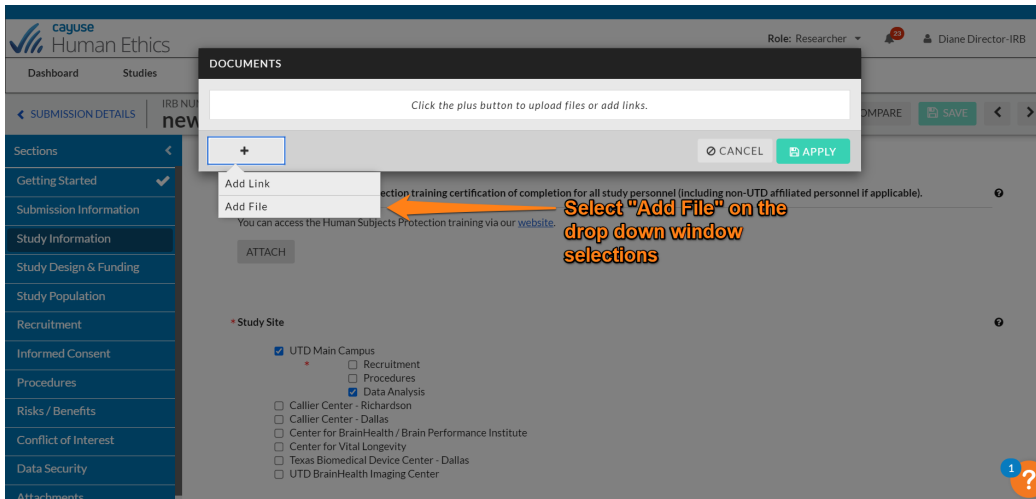 cayuse
Human Ethics
Role: Researcher
23
Diane Director-IRB
Dashboard Studies
DOCUMENTS
Click the plus button to upload files or add links.
SUBMISSION DETAILS
IRB NU
new
OMPARE
SAVE
+
CANCEL
APPLY
Sections
Getting Started
Submission Information
Study Information
Study Design & Funding
Study Population
Recruitment
Informed Consent
Procedures
Risks / Benefits
Conflict of Interest
Data Security
Attachments
Add Link
Add File
ection training certification of completion for all study personnel (including non-UTD affiliated personnel if applicable).
You can access the Human Subjects Protection training via our website.
ATTACH
Select "Add File" on the
drop down window
selections
* Study Site
UTD Main Campus
* Recruitment
Procedures
Data Analysis
Callier Center - Richardson
Callier Center - Dallas
Center for BrainHealth / Brain Performance Institute
Center for Vital Longevity
Texas Biomedical Device Center - Dallas
UTD BrainHealth Imaging Center
1
?